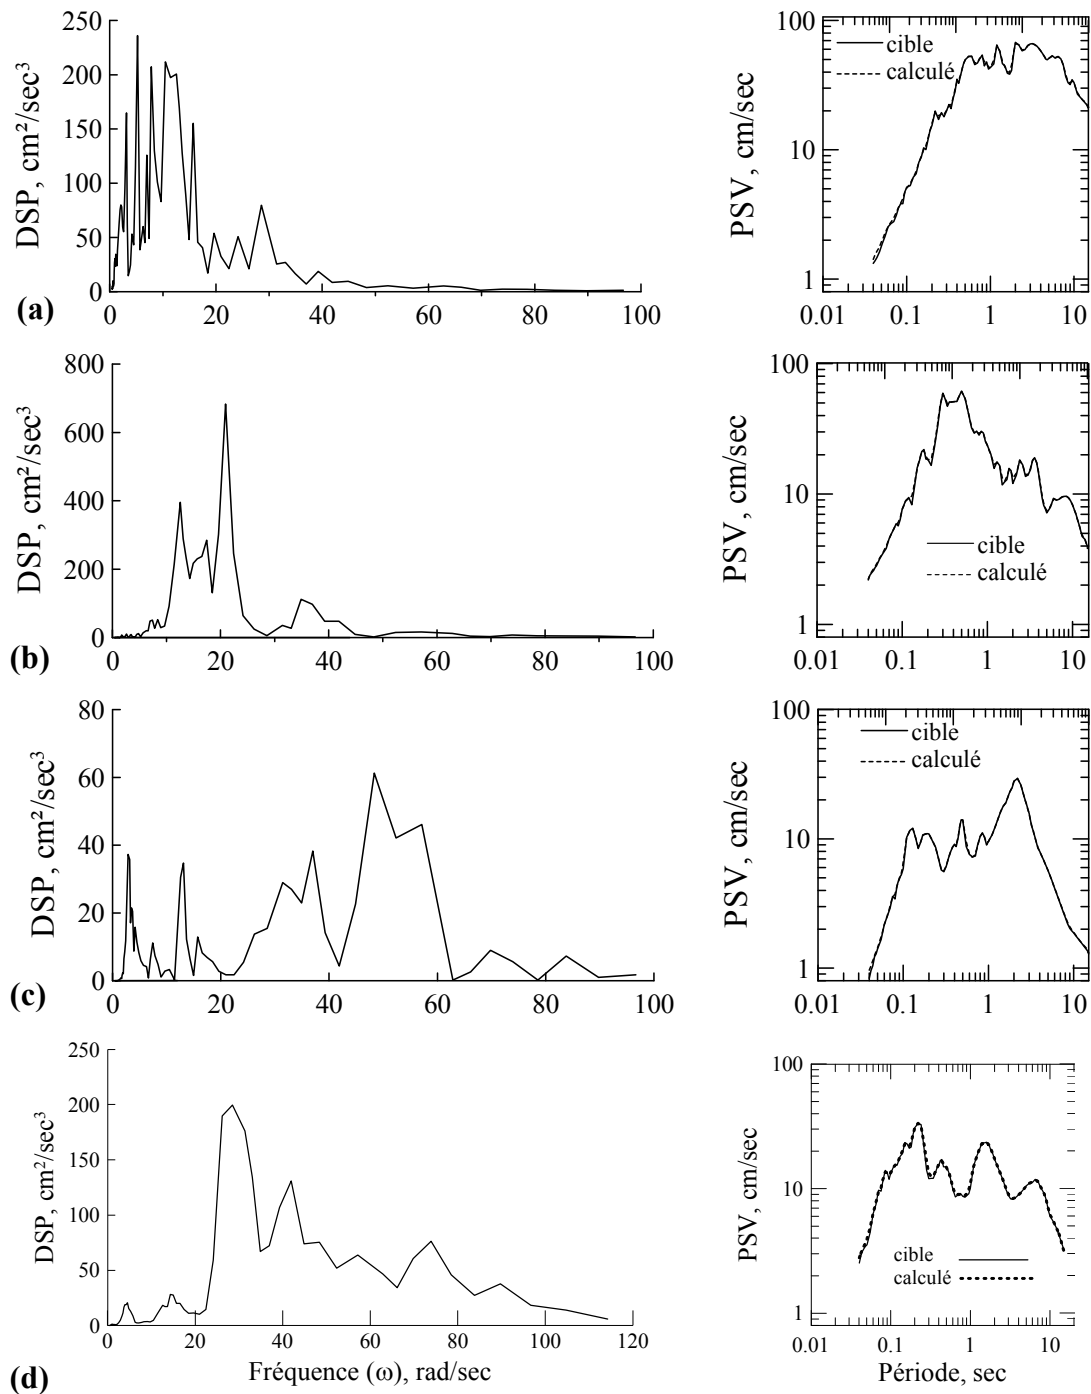 250
200
150
100
50
0
DSP, cm²/sec³
0 20 40 60 80 100
(a)
100
10
1
PSV, cm/sec
cible
calculé
0.01 0.1 1 10
800
600
400
200
0
DSP, cm²/sec³
0 20 40 60 80 100
(b)
100
10
1
PSV, cm/sec
cible
calculé
0.01 0.1 1 10
80
60
40
20
0
DSP, cm²/sec³
0 20 40 60 80 100
(c)
100
10
1
PSV, cm/sec
cible
calculé
0.01 0.1 1 10
250
200
150
100
50
0
DSP, cm²/sec³
0 20 40 60 80 100 120
Fréquence (ω), rad/sec
(d)
100
10
1
PSV, cm/sec
cible
calculé
0.01 0.1 1 10
Période, sec